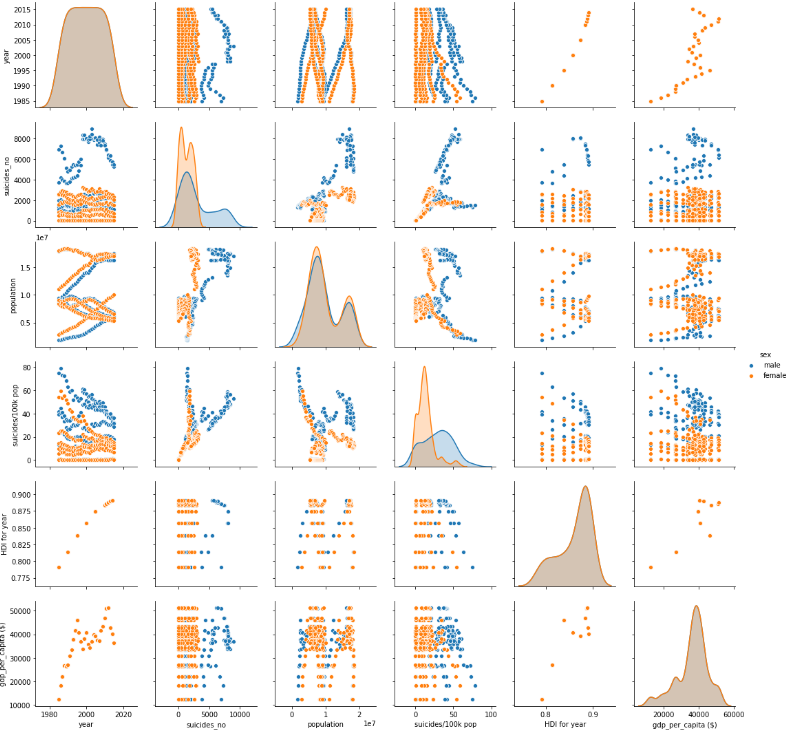 2015
2010
2005
2000
1995
1990
1985
year
8000
6000
4000
2000
0
suicides_no
1e7
1.5
1.0
0.5
population
80
60
40
20
0
suicides/100k pop
sex
male
female
0.900
0.875
0.850
0.825
0.800
0.775
HDI for year
50000
40000
30000
20000
10000
gdp_per_capita ($)
1980 2000 2020
year
0 5000 10000
suicides_no
0 1
population
1e7
0 50 100
suicides/100k pop
0.8 0.9
HDI for year
20000 40000 60000
gdp_per_capita ($)